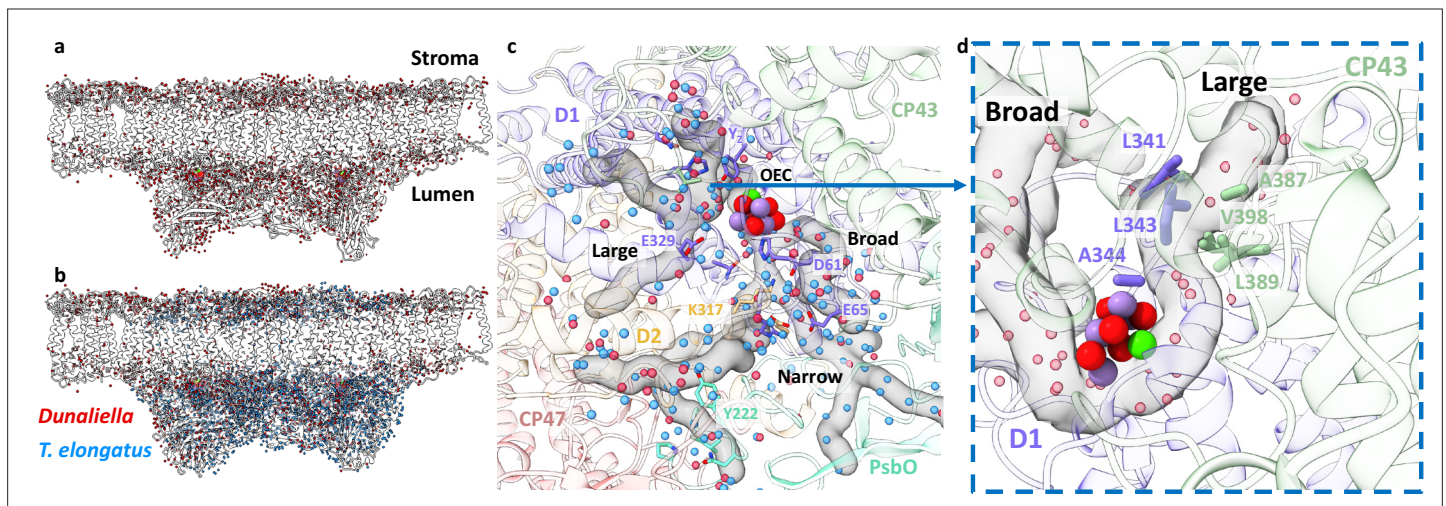 a
Stroma
Lumen
b
Dunaliella
T. elongatus
c
D1
CP43
YZ
OEC
E329
Large
Broad
D61
K317
E65
D2
Narrow
Y222
CP47
PsbO
d
CP43
Large
Broad
L341
A387
V398
L343
A344
L389
D1